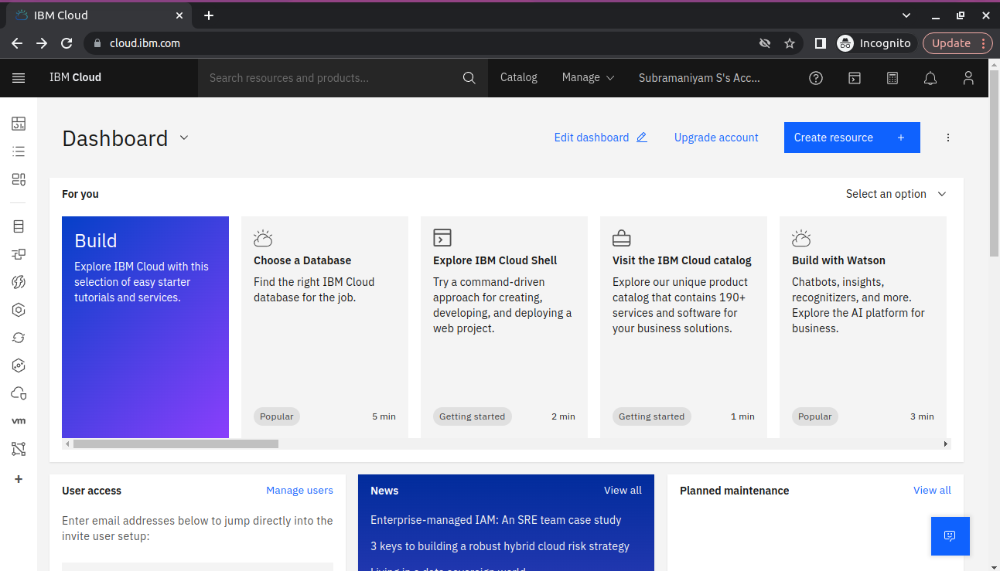 IBM Cloud
cloud.ibm.com
Incognito
Update
IBM Cloud
Search resources and products...
Catalog
Manage
Subramaniyam S's Acc...
Dashboard
Edit dashboard
Upgrade account
Create resource +
For you
Select an option
Build
Explore IBM Cloud with this
selection of easy starter
tutorials and services.
Choose a Database
Find the right IBM Cloud
database for the job.
Popular
5 min
Explore IBM Cloud Shell
Try a command-driven
approach for creating,
developing, and deploying a
web project.
Getting started
2 min
Visit the IBM Cloud catalog
Explore our unique product
catalog that contains 190+
services and software for
your business solutions.
Getting started
1 min
Build with Watson
Chatbots, insights,
recognitizers, and more.
Explore the AI platform for
business.
Popular
3 min
vm
User access
Manage users
Enter email addresses below to jump directly into the
invite user setup:
News
View all
Enterprise-managed IAM: An SRE team case study
3 keys to building a robust hybrid cloud risk strategy
Living in a data sovereign world
Planned maintenance
View all